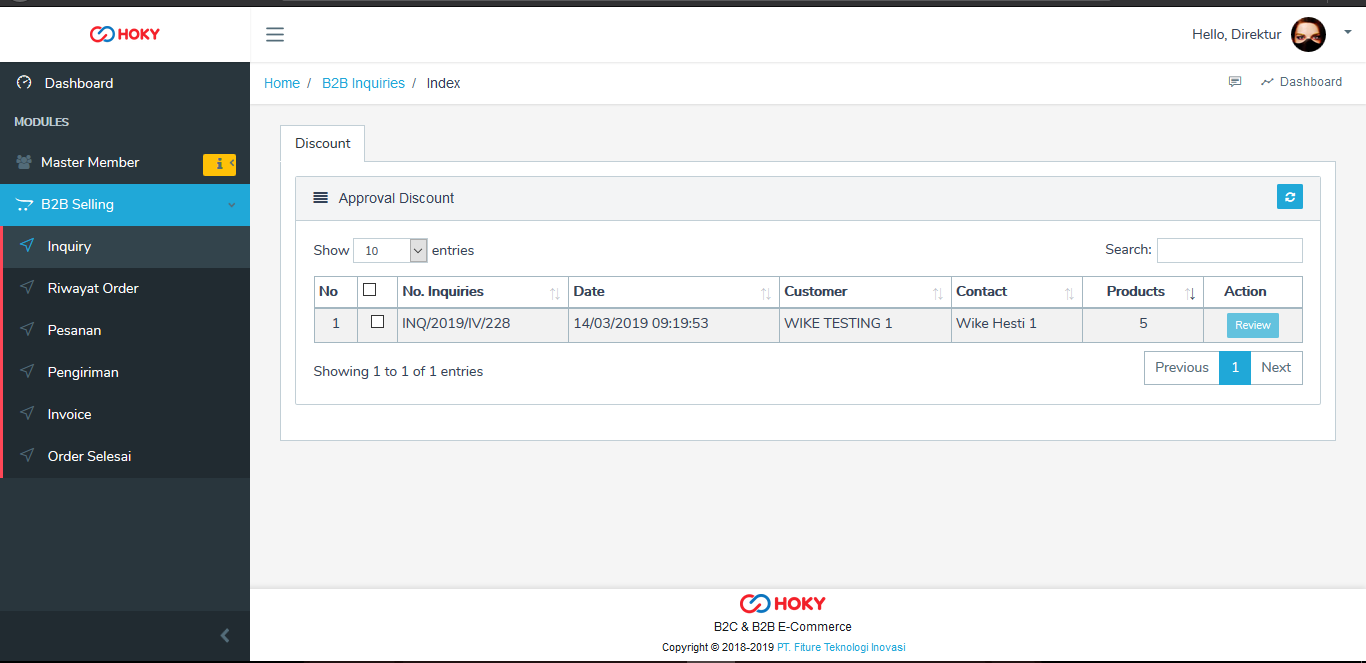 HOKY
Hello, Direktur
Dashboard
Home / B2B Inquiries / Index
Dashboard
MODULES
Master Member
B2B Selling
Inquiry
Riwayat Order
Pesanan
Pengiriman
Invoice
Order Selesai
Discount
Approval Discount
Show 10 entries
Search:
No No. Inquiries Date Customer Contact Products Action
1 INQ/2019/IV/228 14/03/2019 09:19:53 WIKE TESTING 1 Wike Hesti 1 5 Review
Showing 1 to 1 of 1 entries
Previous 1 Next
HOKY
B2C & B2B E-Commerce
Copyright © 2018-2019 PT. Fiture Teknologi Inovasi